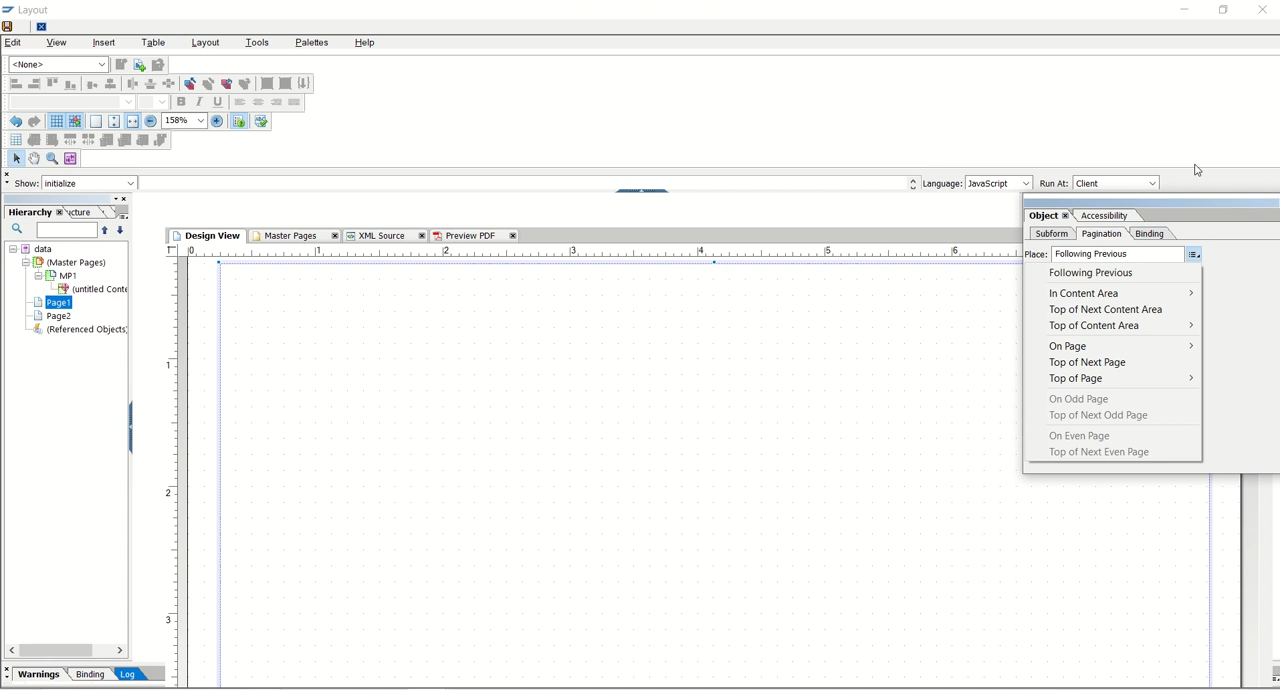 Layout
Edit View Insert Table Layout Tools Palettes Help
<None>
B I U
158%
Show: initialize Language: JavaScript Run At: Client
Hierarchy cture
Object Accessibility
Subform Pagination Binding
Design View Master Pages XML Source Preview PDF
data
0 1 2 3 4 5 6
Place: Following Previous
(Master Pages)
MP1
(untitled Conte
Page1
Page2
(Referenced Objects)
Following Previous
In Content Area
Top of Next Content Area
Top of Content Area
On Page
Top of Next Page
Top of Page
On Odd Page
Top of Next Odd Page
On Even Page
Top of Next Even Page
1
2
3
Warnings Binding Log